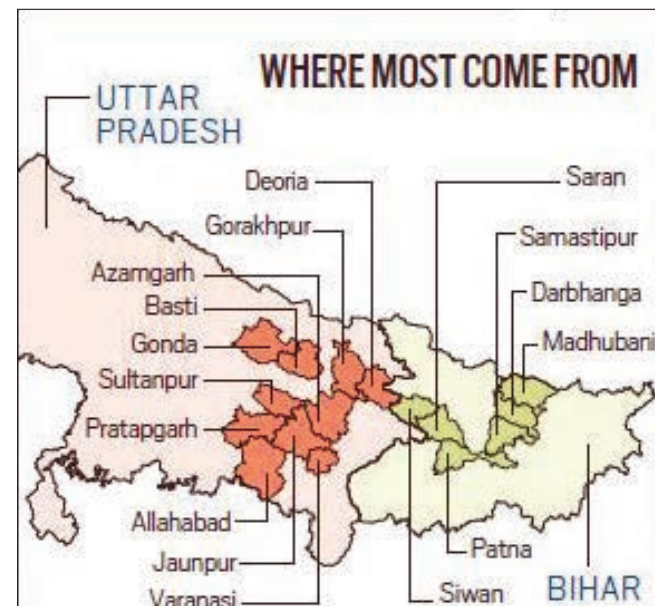 WHERE MOST COME FROM
UTTAR
PRADESH
Deoria
Saran
Gorakhpur
Samastipur
Azamgarh
Darbhanga
Basti
Madhubani
Gonda
Sultanpur
Pratapgarh
Allahabad
Patna
Jaunpur
Siwan
BIHAR
Varanasi